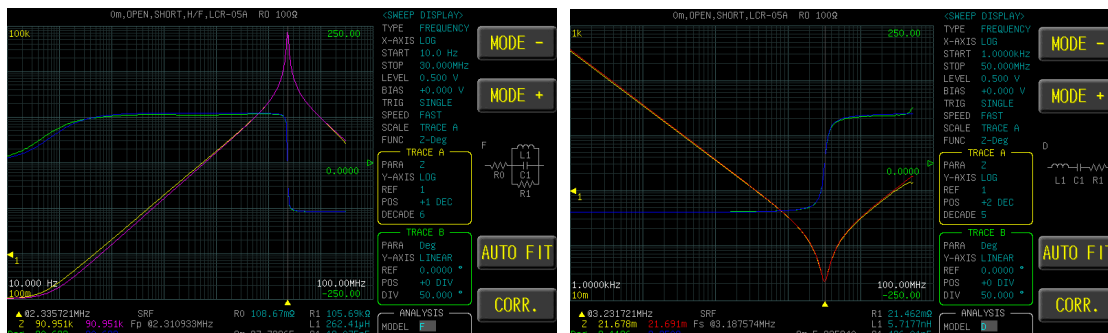 0m,OPEN,SHORT,H/F,LCR-05A R0 100Ω
100k
250.00
0.0000
1
10.000 Hz
100m
100.00MHz
-250.00
@2.335721MHz SRF R0 108.67mΩ R1 105.69kΩ
Z 90.951k 90.951k Fp @2.310933MHz L1 262.41µH
<SWEEP DISPLAY>
TYPE FREQUENCY
X-AXIS LOG
START 10.0 Hz
STOP 30.000MHz
LEVEL 0.500 V
BIAS +0.000 V
TRIG SINGLE
SPEED FAST
SCALE TRACE A
FUNC Z-Deg
TRACE A
PARA Z
Y-AXIS LOG
REF 1
POS +1 DEC
DECADE 6
TRACE B
PARA Deg
Y-AXIS LINEAR
REF 0.0000 °
POS +0 DIV
DIV 50.000 °
ANALYSIS
MODEL F
MODE -
MODE +
F
L1
C1
R0
R1
AUTO FIT
CORR.
0m,OPEN,SHORT,LCR-05A R0 100Ω
1k
250.00
0.0000
1
1.0000kHz
10m
100.00MHz
-250.00
@3.231721MHz SRF R1 21.462m
Z 21.678m 21.691m Fs @3.187574MHz L1 5.7177nH
<SWEEP DISPLAY>
TYPE FREQUENCY
X-AXIS LOG
START 1.0000kHz
STOP 50.000MHz
LEVEL 0.500 V
BIAS +0.000 V
TRIG SINGLE
SPEED FAST
SCALE TRACE A
FUNC Z-Deg
TRACE A
PARA Z
Y-AXIS LOG
REF 1
POS +2 DEC
DECADE 5
TRACE B
PARA Deg
Y-AXIS LINEAR
REF 0.0000 °
POS +0 DIV
DIV 50.000 °
ANALYSIS
MODEL D
MODE -
MODE +
D
L1 C1 R1
AUTO FIT
CORR.